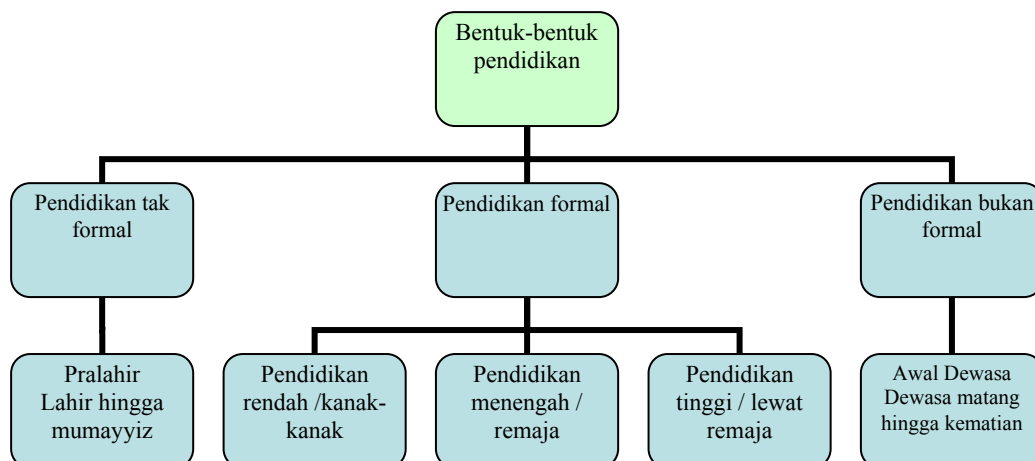 Bentuk-bentuk
pendidikan
Pendidikan tak
formal
Pendidikan formal
Pendidikan bukan
formal
Pralahir
Lahir hingga
mumayyiz
Pendidikan
rendah /kanak-
kanak
Pendidikan
menengah /
remaja
Pendidikan
tinggi / lewat
remaja
Awal Dewasa
Dewasa matang
hingga kematian